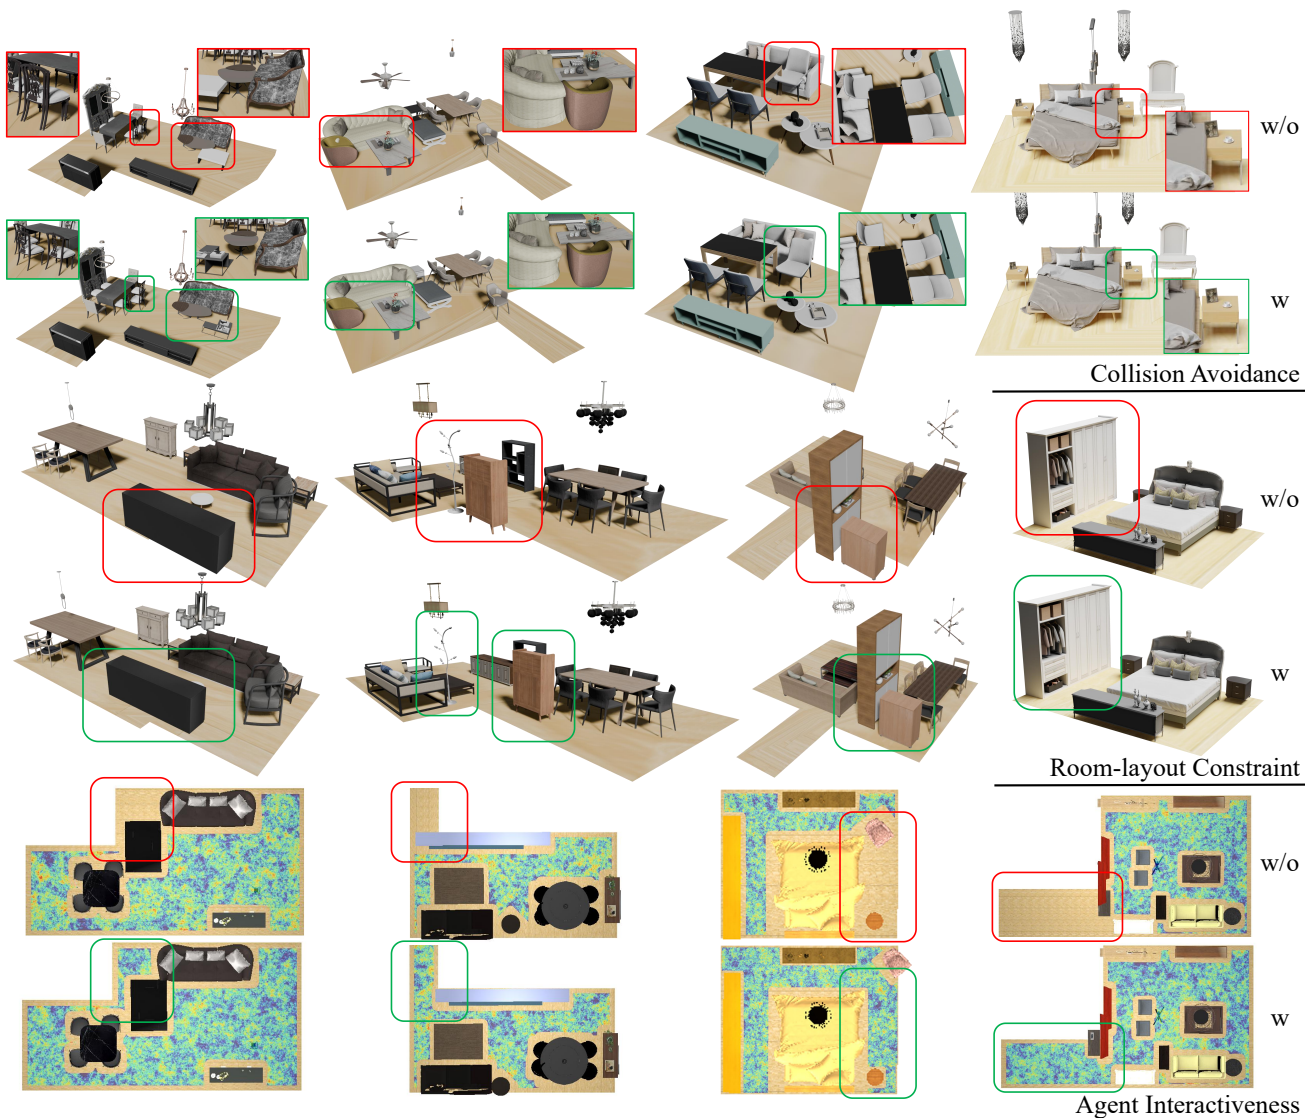 w/o
w
Collision Avoidance
w/o
w
Room-layout Constraint
w/o
w
Agent Interactiveness